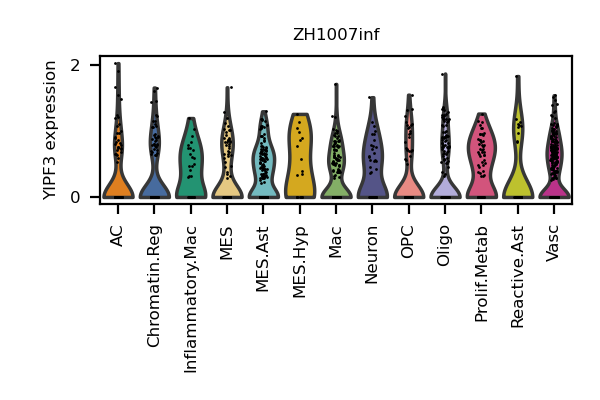 ZH1007inf
YIPF3 expression
2
0
AC
Chromatin.Reg
Inflammatory.Mac
MES
MES.Ast
MES.Hyp
Mac
Neuron
OPC
Oligo
Prolif.Metab
Reactive.Ast
Vasc